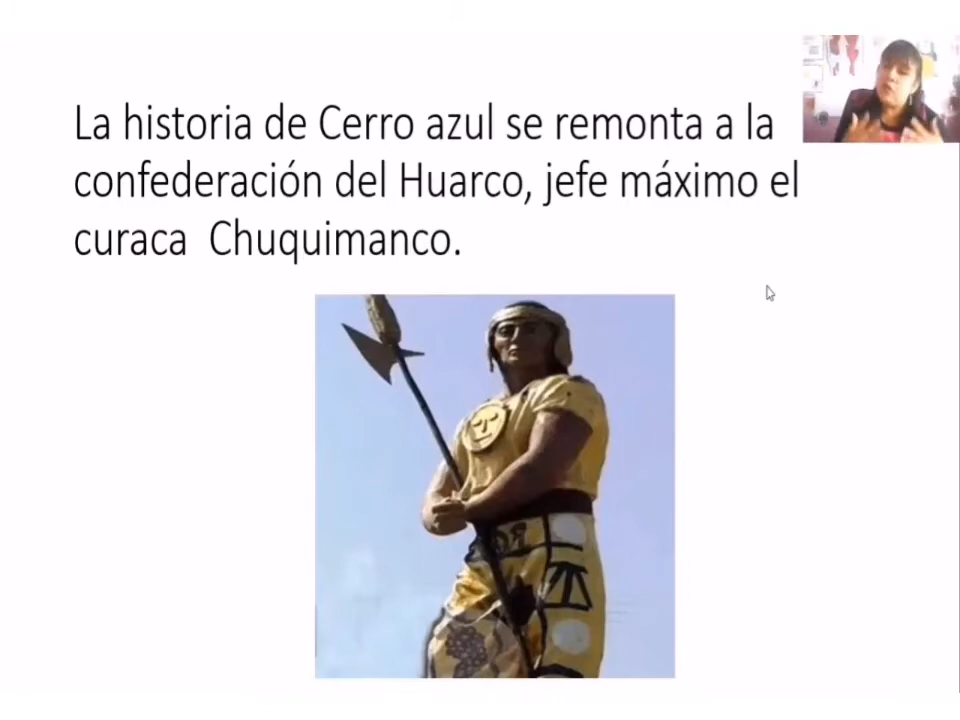 La historia de Cerro azul se remonta a la
confederación del Huarco, jefe máximo el
curaca Chuquimanco.